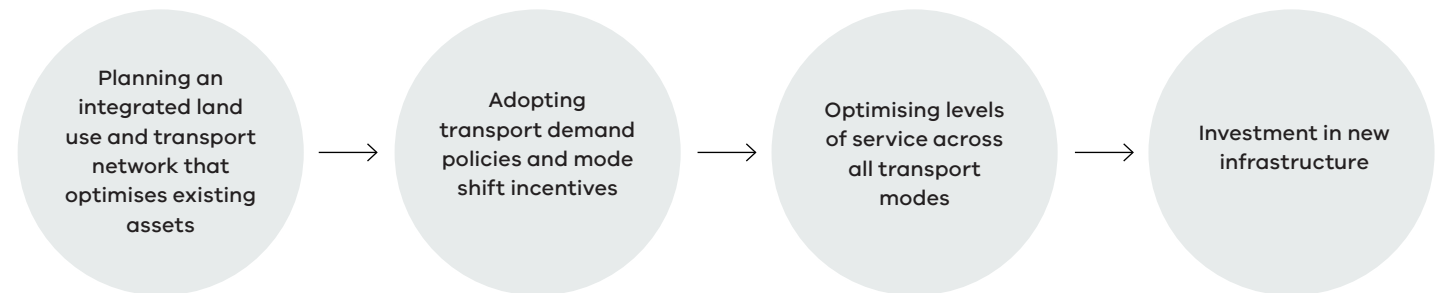 Planning an
integrated land
use and transport
network that
optimises existing
assets
Adopting
transport demand
policies and mode
shift incentives
Optimising levels
of service across
all transport
modes
Investment in new
infrastructure